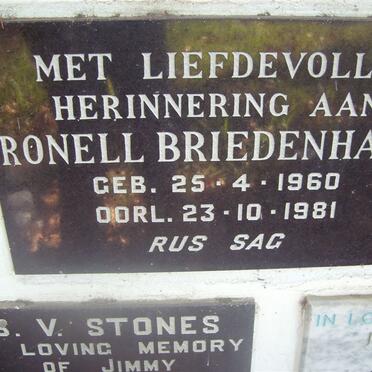 MET LIEFDEVOLL
HERINNERING AAN
RONELL BRIEDENHA
GEB. 25·4·1960
OORL. 23·10·1981
RUS SAG
S. V. STONES
LOVING MEMORY
OF JIMMY
IN LO